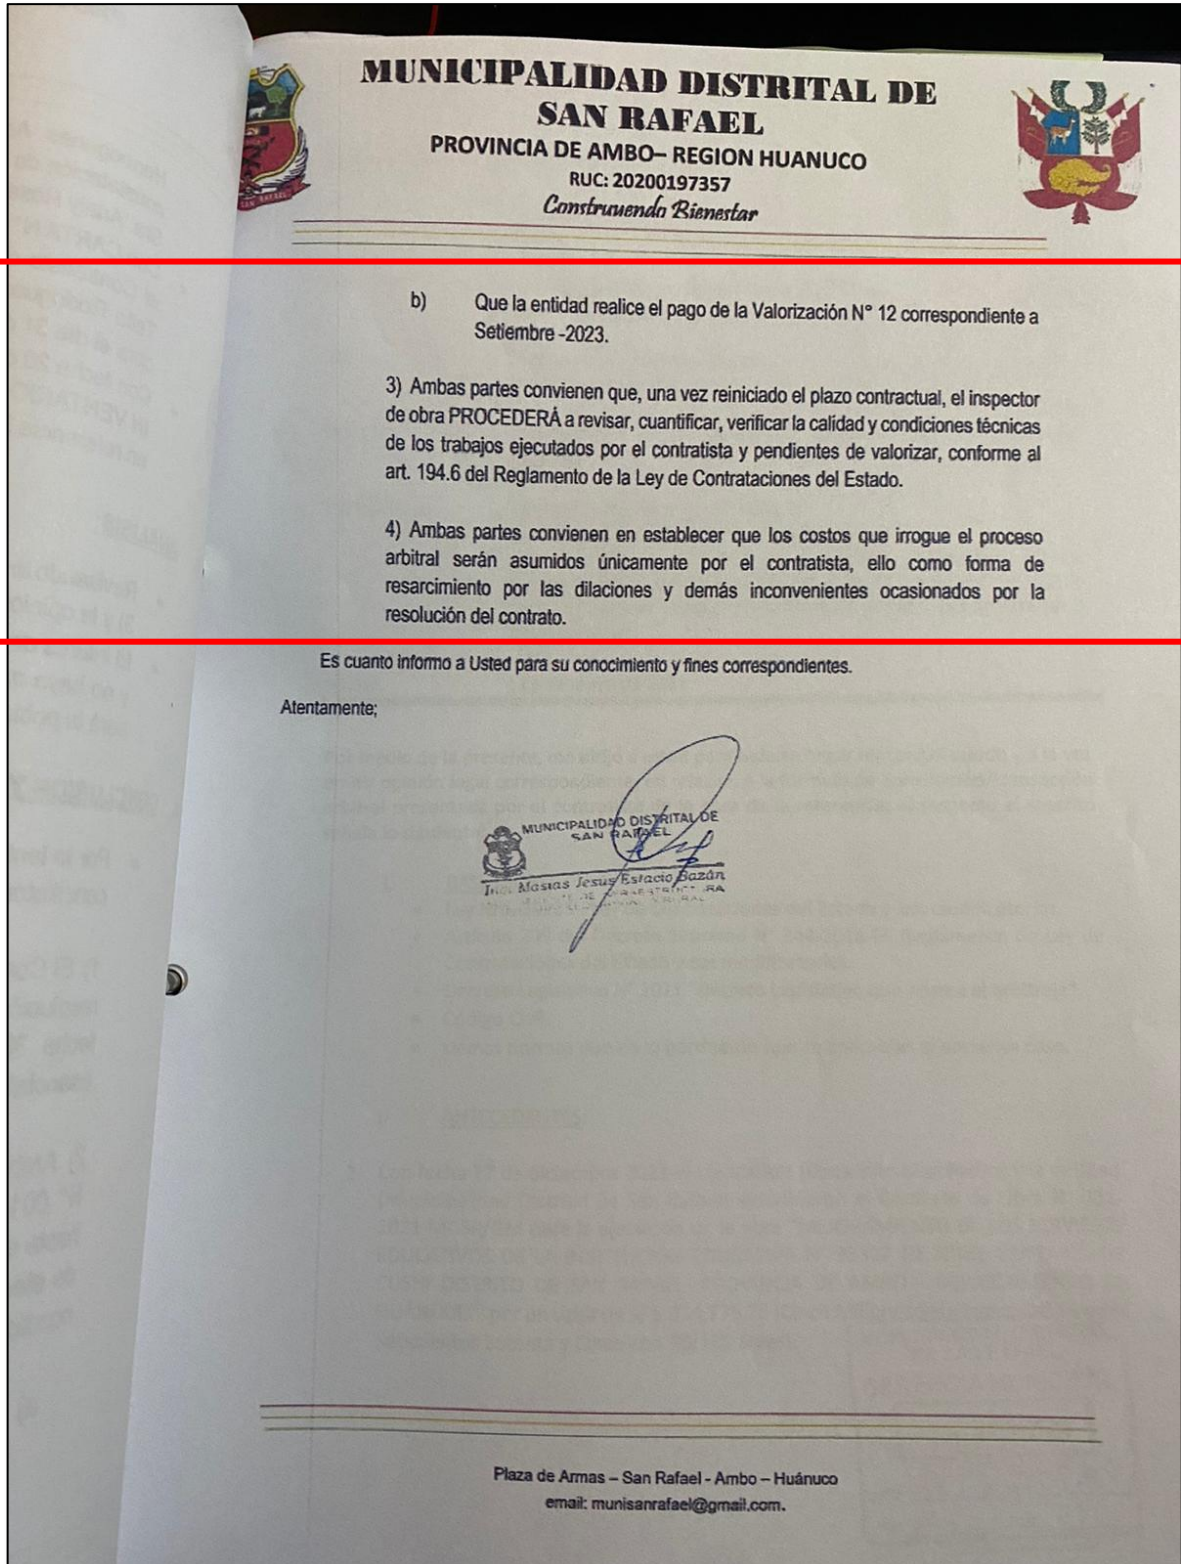 MUNICIPALIDAD DISTRITAL DE
SAN RAFAEL
PROVINCIA DE AMBO– REGION HUANUCO
RUC: 20200197357
Construyendo Bienestar
SAN RAFAEL
b) Que la entidad realice el pago de la Valorización N° 12 correspondiente a
Setiembre -2023.
3) Ambas partes convienen que, una vez reiniciado el plazo contractual, el inspector
de obra PROCEDERÁ a revisar, cuantificar, verificar la calidad y condiciones técnicas
de los trabajos ejecutados por el contratista y pendientes de valorizar, conforme al
art. 194.6 del Reglamento de la Ley de Contrataciones del Estado.
4) Ambas partes convienen en establecer que los costos que irrogue el proceso
arbitral serán asumidos únicamente por el contratista, ello como forma de
resarcimiento por las dilaciones y demás inconvenientes ocasionados por la
resolución del contrato.
Es cuanto informo a Usted para su conocimiento y fines correspondientes.
Atentamente;
MUNICIPALIDAD DISTRITAL DE
SAN RAFAEL
Ing. Masias Jesus Estacio Bazán
Plaza de Armas – San Rafael - Ambo – Huánuco
email: munisanrafael@gmail.com.